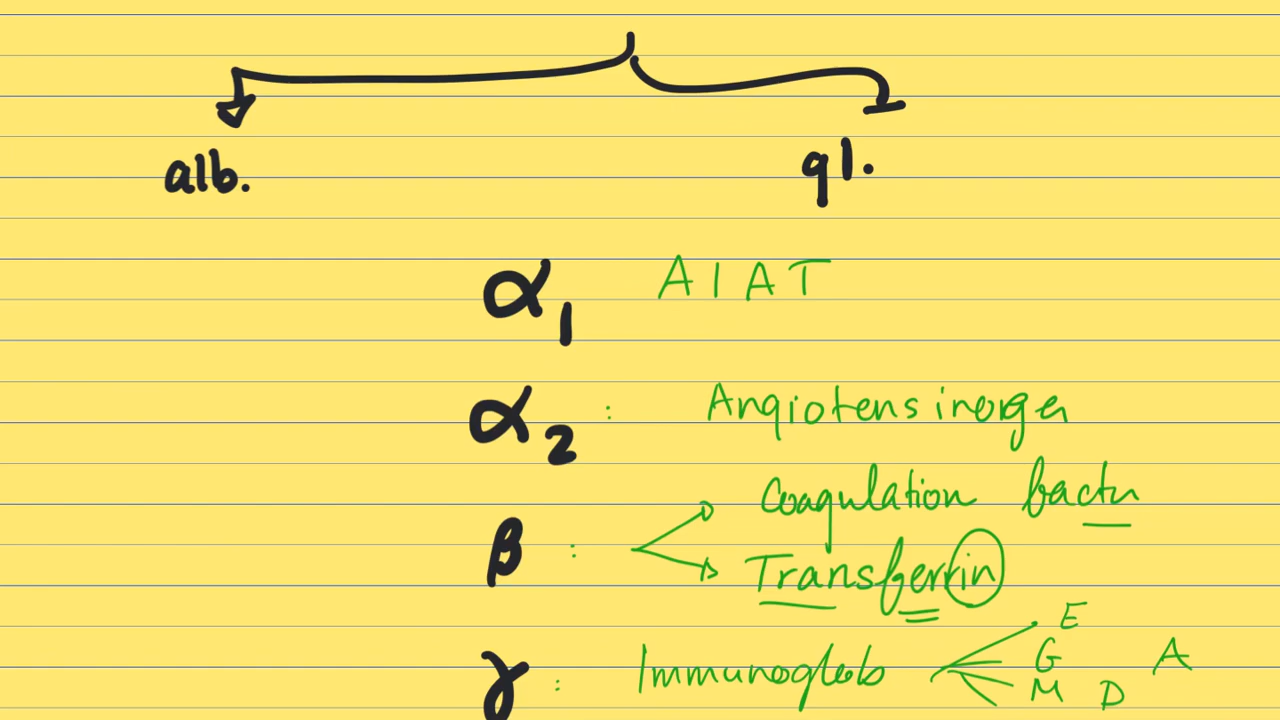 alb. gl.
α1 A1AT
α2 : Angiotensinogen
β : Coagulation factor
Transferrin
γ : Immunoglob E
G A
M D